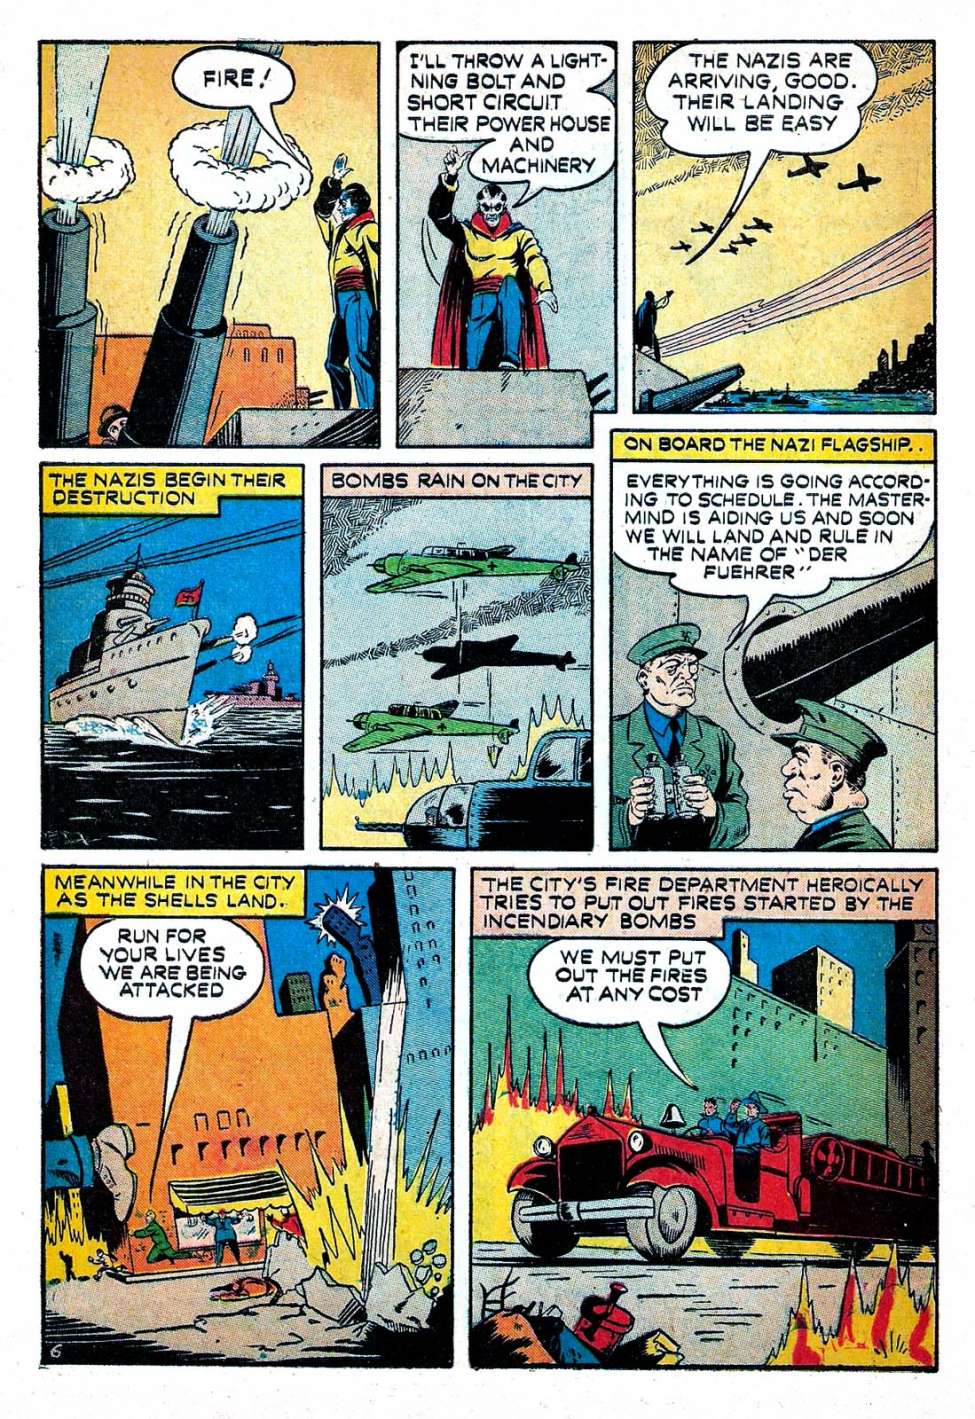 FIRE!
I'LL THROW A LIGHT-
NING BOLT AND
SHORT CIRCUIT
THEIR POWER HOUSE
AND
MACHINERY
THE NAZIS ARE
ARRIVING, GOOD.
THEIR LANDING
WILL BE EASY
THE NAZIS BEGIN THEIR
DESTRUCTION
BOMBS RAIN ON THE CITY
ON BOARD THE NAZI FLAGSHIP..
EVERYTHING IS GOING ACCORD-
ING TO SCHEDULE. THE MASTER-
MIND IS AIDING US AND SOON
WE WILL LAND AND RULE IN
THE NAME OF "DER
FUEHRER"
MEANWHILE IN THE CITY
AS THE SHELLS LAND.
RUN FOR
YOUR LIVES
WE ARE BEING
ATTACKED
THE CITY'S FIRE DEPARTMENT HEROICALLY
TRIES TO PUT OUT FIRES STARTED BY THE
INCENDIARY BOMBS
WE MUST PUT
OUT THE FIRES
AT ANY COST
6